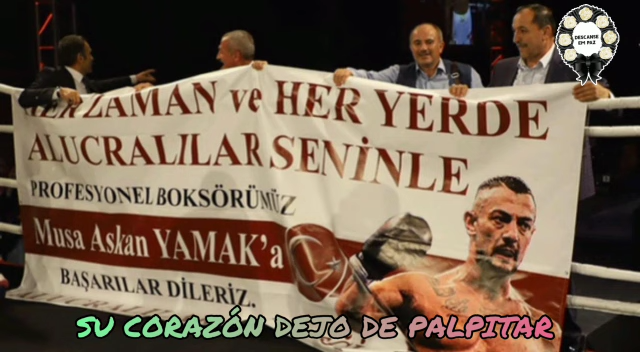 DESCANSE
EM PAZ
HER ZAMAN ve HER YERDE
ALUCRALILAR SENİNLE
PROFESYONEL BOKSÖRÜMÜZ
Musa Askan YAMAK'a
BAŞARILAR DİLERİZ.
SU CORAZÓN DEJO DE PALPITAR